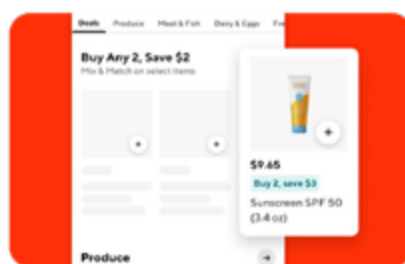 Deals Produce Meat & Fish Dairy & Eggs Fre
Buy Any 2, Save $2
Mix & Match on select items
$9.65
Buy 2, save $3
Sunscreen SPF 50
(3.4 oz)
Produce